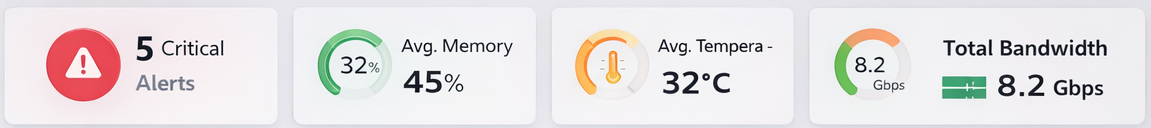 5 Critical
Alerts
32%
Avg. Memory
45%
Avg. Tempera -
32°C
8.2
Gbps
Total Bandwidth
8.2 Gbps